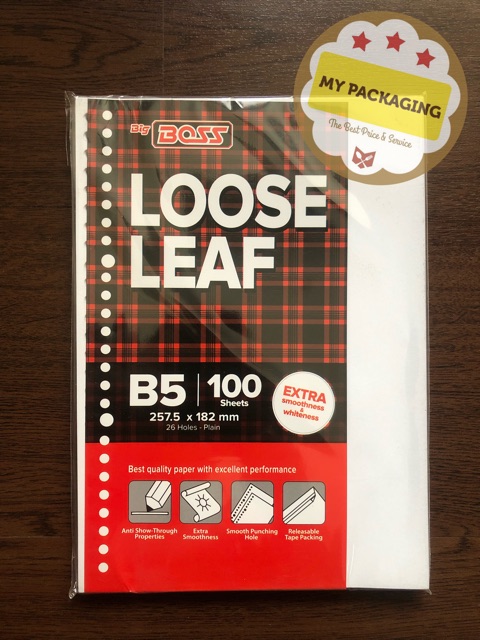 MY PACKAGING
The Best Price & Service
Big BOSS
LOOSE
LEAF
B5 | 100
Sheets
257.5 x 182 mm
26 Holes - Plain
EXTRA
smoothness
&
whiteness
Best quality paper with excellent performance
Anti Show-Through
Properties
Extra
Smoothness
Smooth Punching
Hole
Releasable
Tape Packing